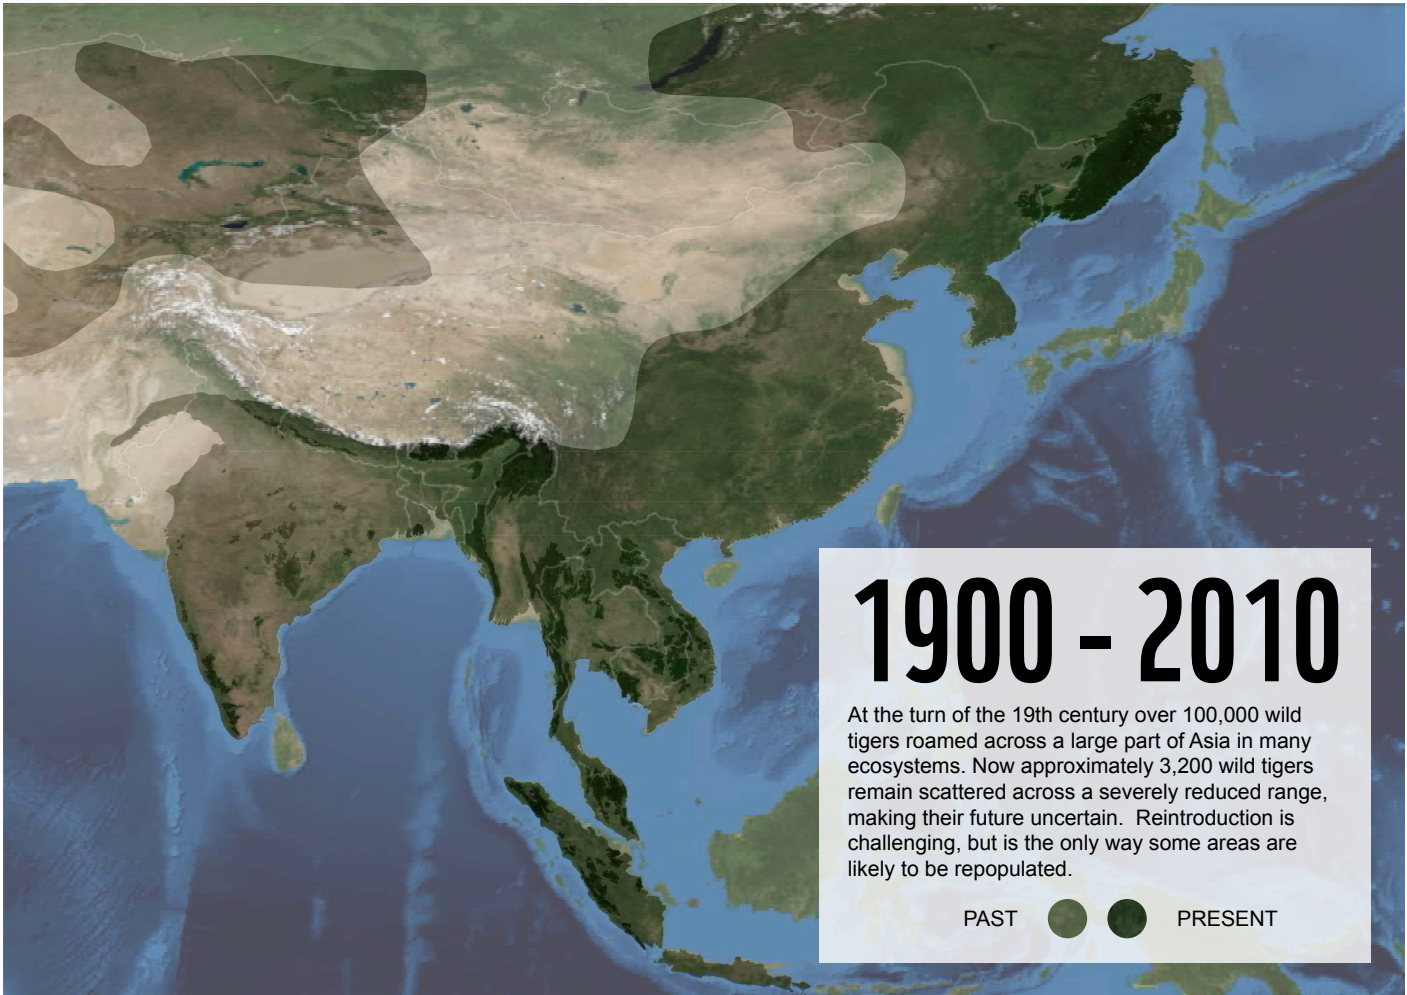 1900 - 2010
At the turn of the 19th century over 100,000 wild
tigers roamed across a large part of Asia in many
ecosystems. Now approximately 3,200 wild tigers
remain scattered across a severely reduced range,
making their future uncertain.  Reintroduction is
challenging, but is the only way some areas are
likely to be repopulated.
PAST PRESENT